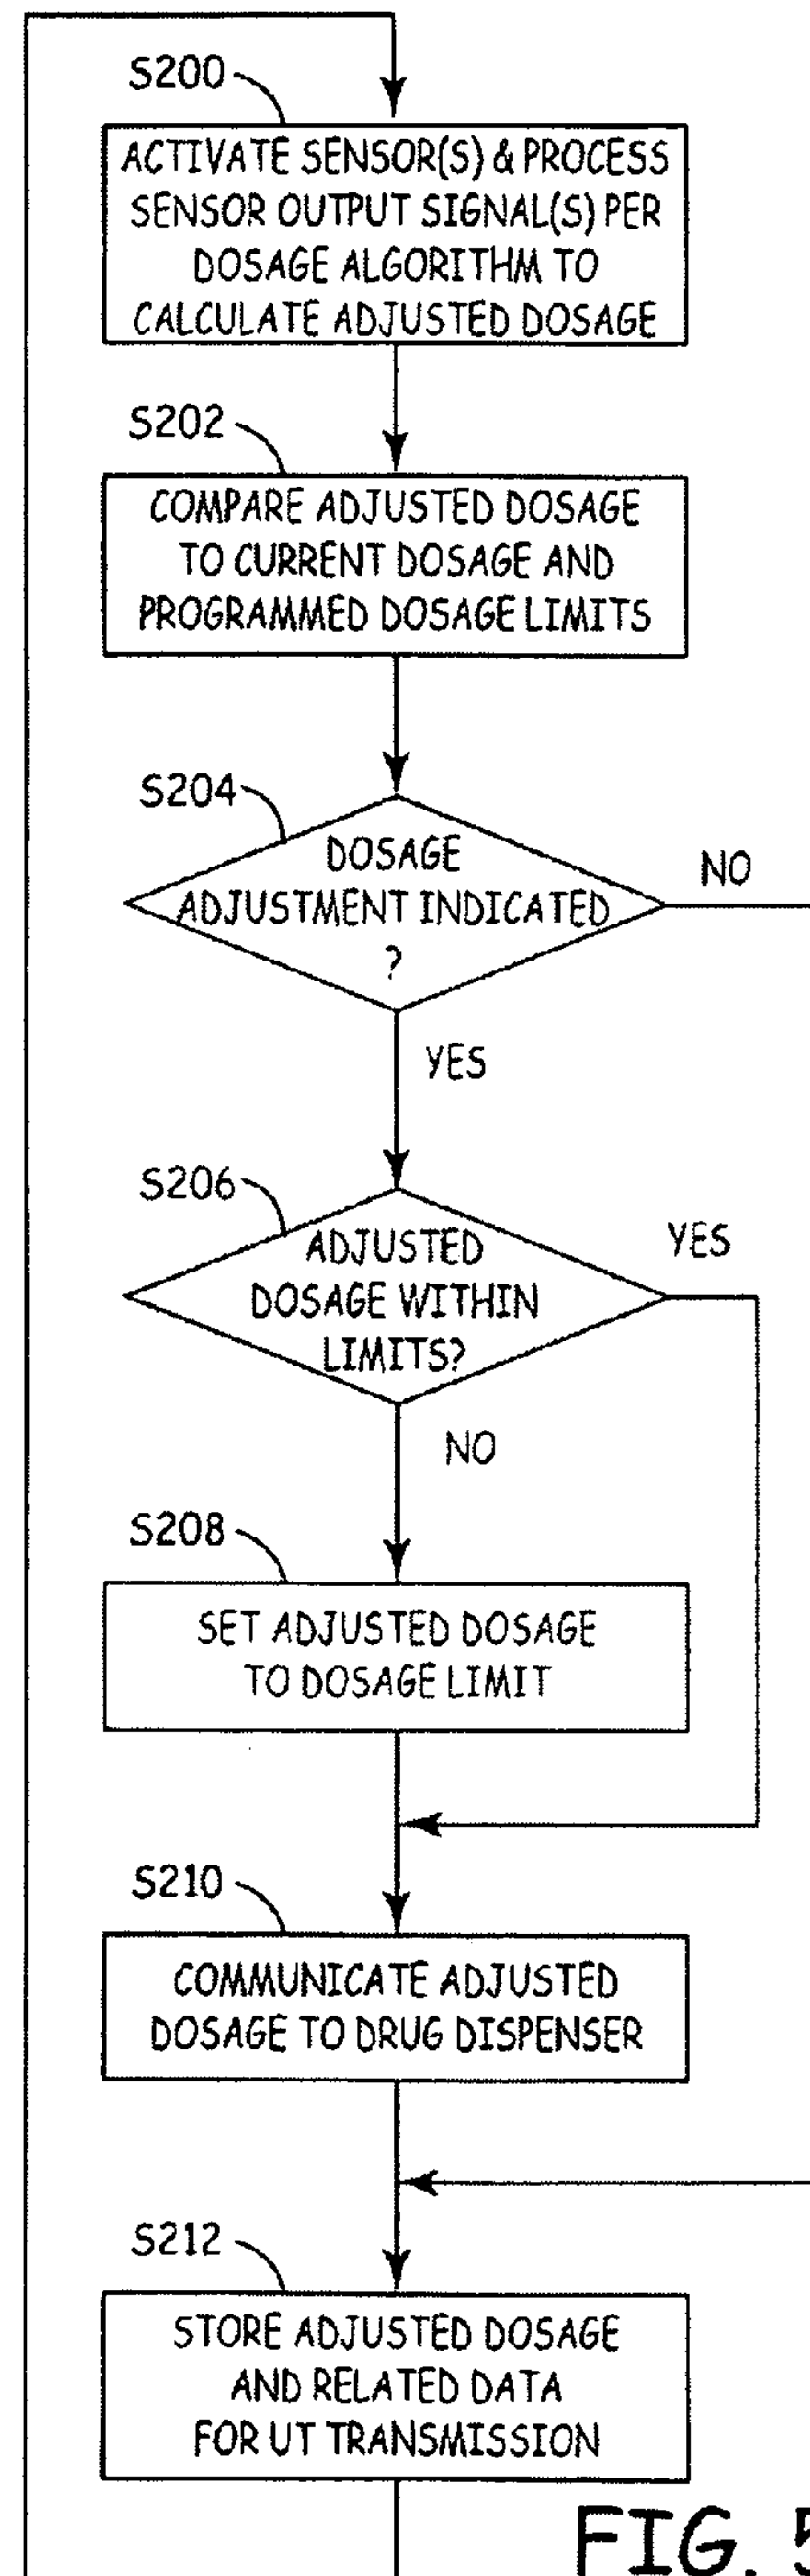 S200
ACTIVATE SENSOR(S) & PROCESS
SENSOR OUTPUT SIGNAL(S) PER
DOSAGE ALGORITHM TO
CALCULATE ADJUSTED DOSAGE
S202
COMPARE ADJUSTED DOSAGE
TO CURRENT DOSAGE AND
PROGRAMMED DOSAGE LIMITS
S204
DOSAGE
ADJUSTMENT INDICATED
?
NO
YES
S206
ADJUSTED
DOSAGE WITHIN
LIMITS?
YES
NO
S208
SET ADJUSTED DOSAGE
TO DOSAGE LIMIT
S210
COMMUNICATE ADJUSTED
DOSAGE TO DRUG DISPENSER
S212
STORE ADJUSTED DOSAGE
AND RELATED DATA
FOR UT TRANSMISSION
FIG. 5